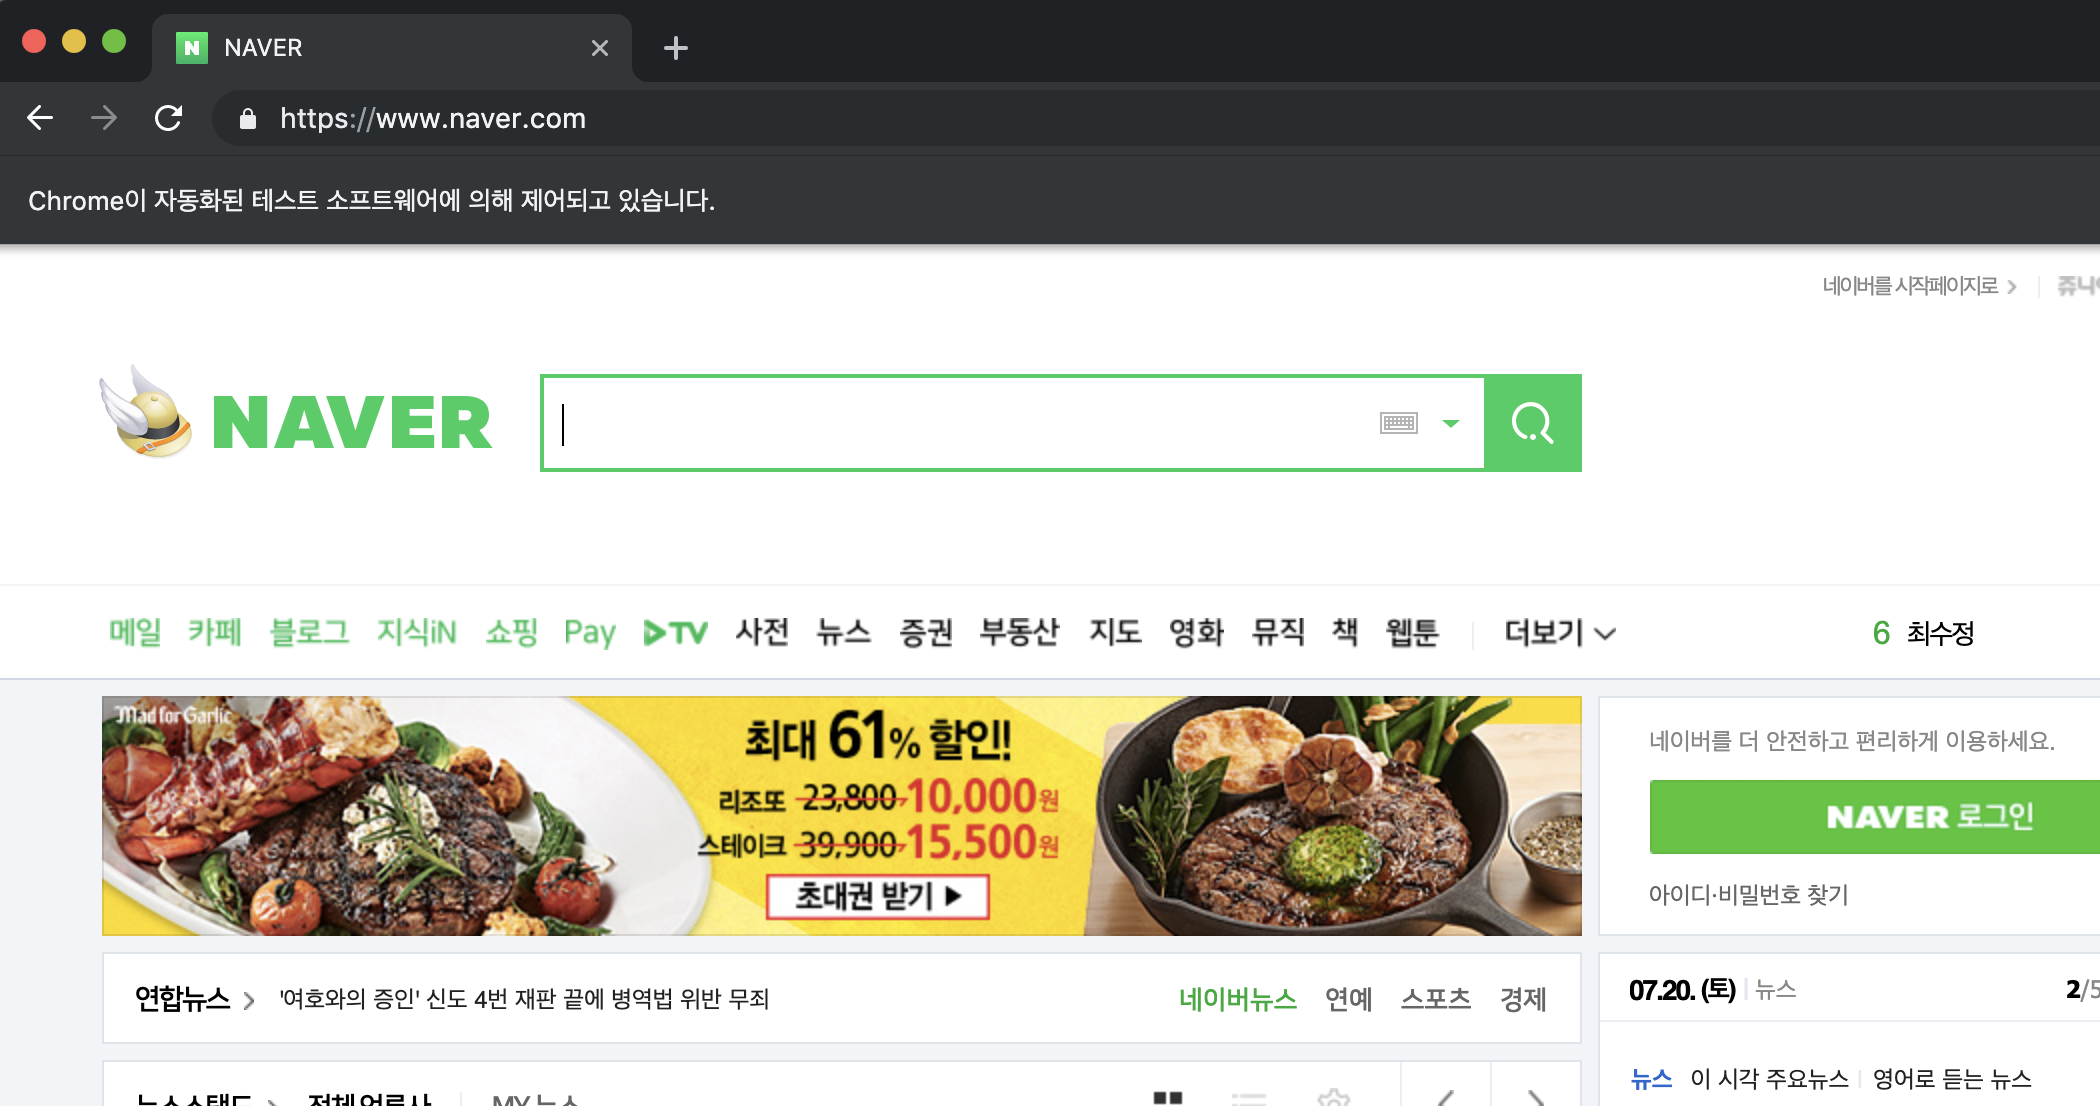 NAVER
https://www.naver.com
Chrome이 자동화된 테스트 소프트웨어에 의해 제어되고 있습니다.
네이버를 시작페이지로
NAVER
메일 카페 블로그 지식iN 쇼핑 Pay TV 사전 뉴스 증권 부동산 지도 영화 뮤직 책 웹툰 더보기 6 최수정
Mad for Garlic
최대 61% 할인!
리조또 23,800 10,000원
스테이크 39,900 15,500원
초대권 받기 ▶
네이버를 더 안전하고 편리하게 이용하세요.
NAVER 로그인
아이디·비밀번호 찾기
연합뉴스 '여호와의 증인' 신도 4번 재판 끝에 병역법 위반 무죄 네이버뉴스 연예 스포츠 경제
07.20. (토) 뉴스 2/5
뉴스 이 시각 주요뉴스 영어로 듣는 뉴스
뉴스스탠드 전체언론사 MY 뉴스